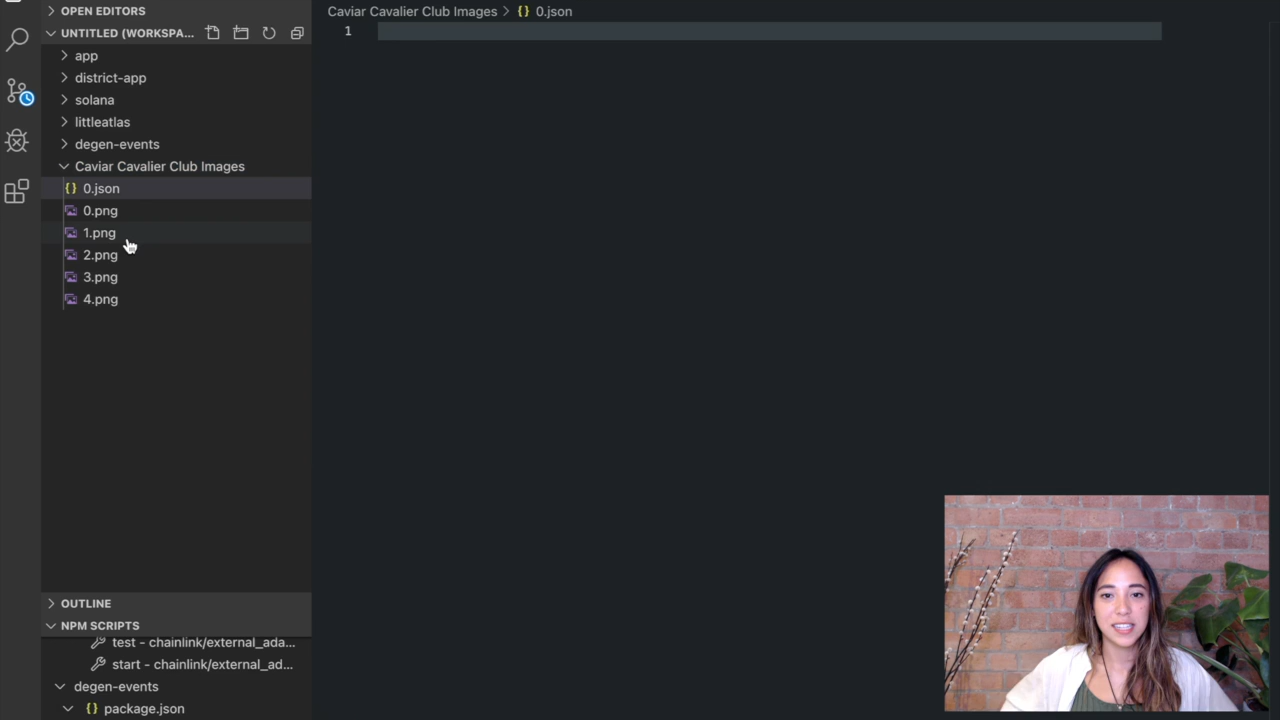 OPEN EDITORS
UNTITLED (WORKSPA...
app
district-app
solana
littleatlas
degen-events
Caviar Cavalier Club Images
{} 0.json
0.png
1.png
2.png
3.png
4.png
OUTLINE
NPM SCRIPTS
test - chainlink/external_ada...
start - chainlink/external_ad...
degen-events
{} package.json
Caviar Cavalier Club Images > {} 0.json
1